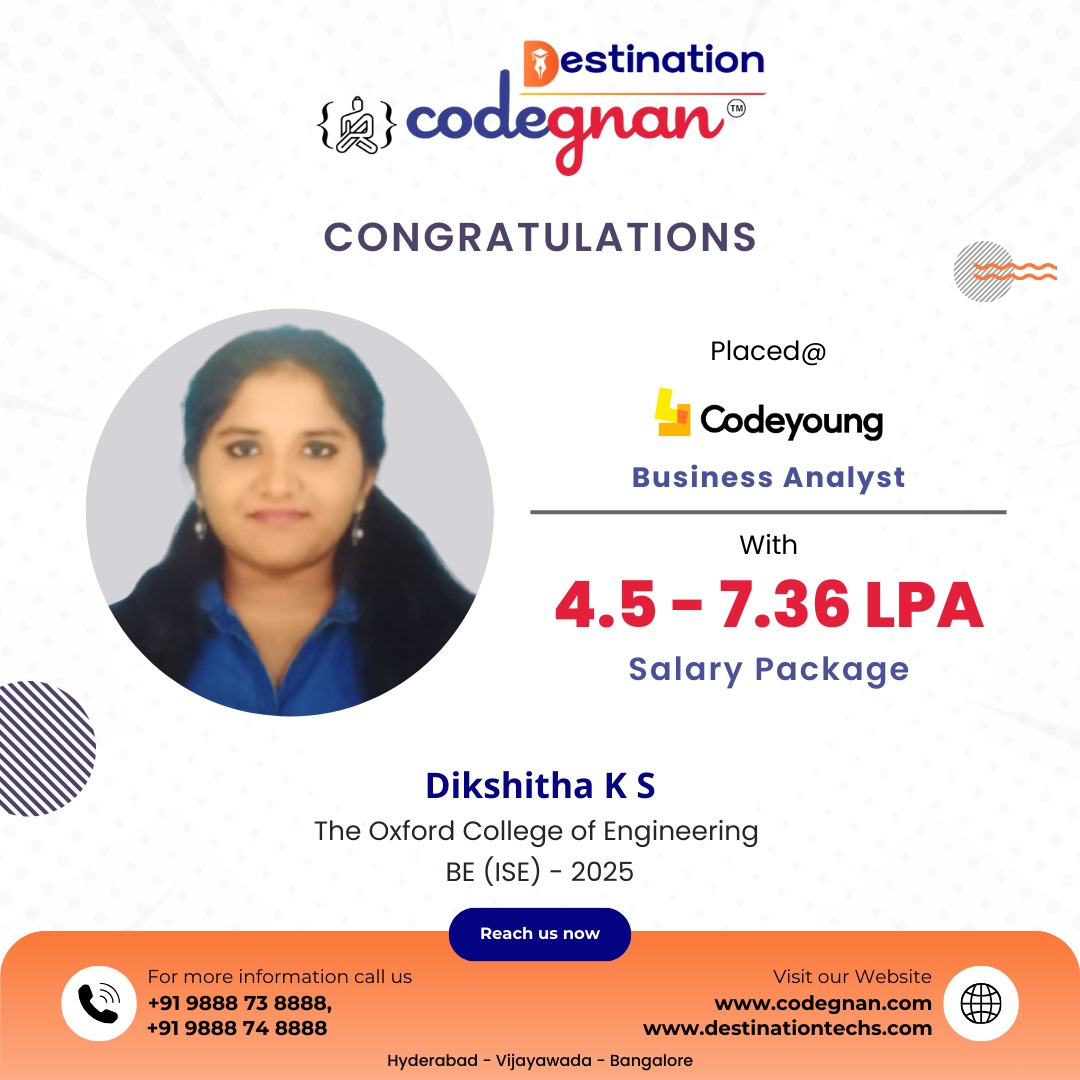 Destination
codegnan TM
CONGRATULATIONS
Placed@
Codeyoung
Business Analyst
With
4.5 - 7.36 LPA
Salary Package
Dikshitha K S
The Oxford College of Engineering
BE (ISE) - 2025
Reach us now
For more information call us
+91 9888 73 8888,
+91 9888 74 8888
Visit our Website
www.codegnan.com
www.destinationtechs.com
Hyderabad - Vijayawada - Bangalore